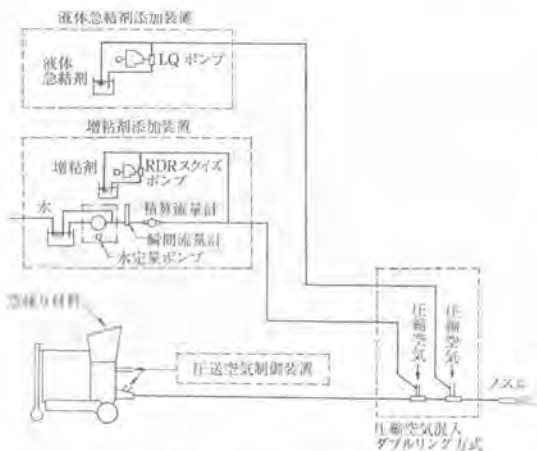 液体急結剤添加装置
液体
急結剤
LQ ポンプ
増粘剤添加装置
増粘剤
RDRスクイズ
ポンプ
水
積算流量計
瞬間流量計
水定量ポンプ
空練り材料
圧送空気制御装置
圧縮空気
圧縮空気
ノズル
圧縮空気混入
ダブルリング方式